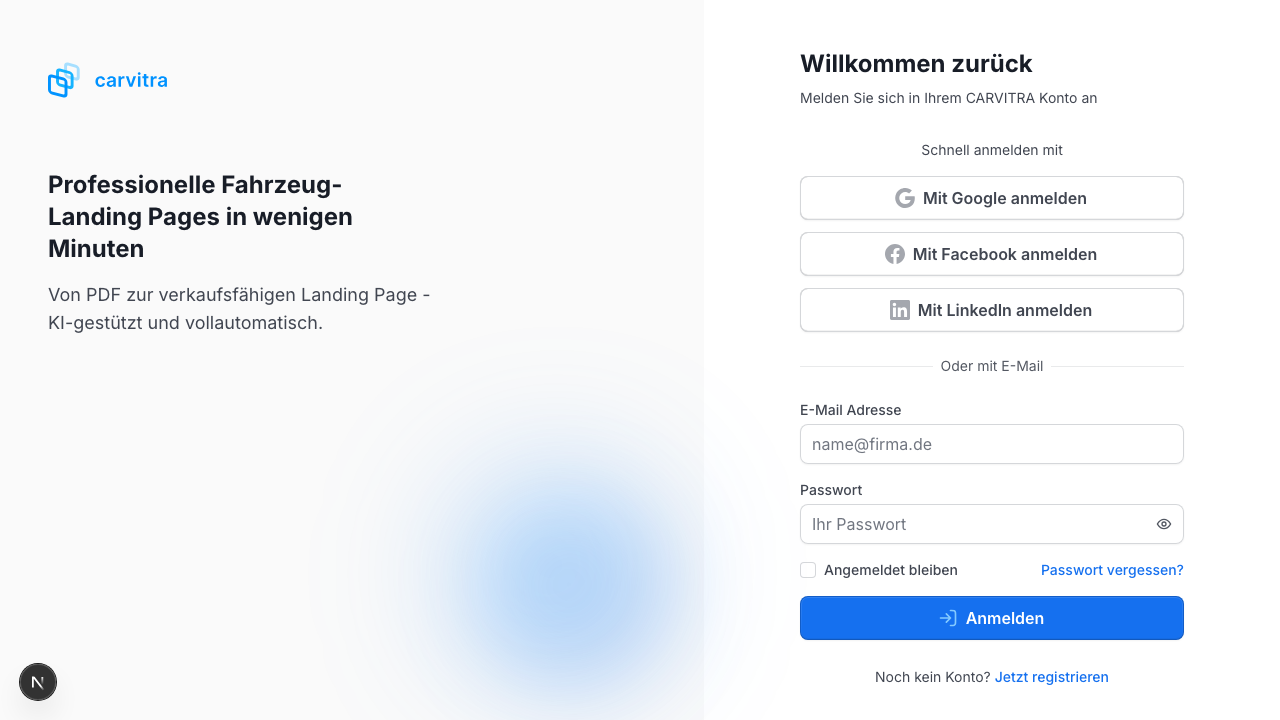 carvitra
Professionelle Fahrzeug-
Landing Pages in wenigen
Minuten
Von PDF zur verkaufsfähigen Landing Page -
KI-gestützt und vollautomatisch.
N
Willkommen zurück
Melden Sie sich in Ihrem CARVITRA Konto an
Schnell anmelden mit
Mit Google anmelden
Mit Facebook anmelden
Mit LinkedIn anmelden
Oder mit E-Mail
E-Mail Adresse
name@firma.de
Passwort
Ihr Passwort
Angemeldet bleiben Passwort vergessen?
Anmelden
Noch kein Konto? Jetzt registrieren